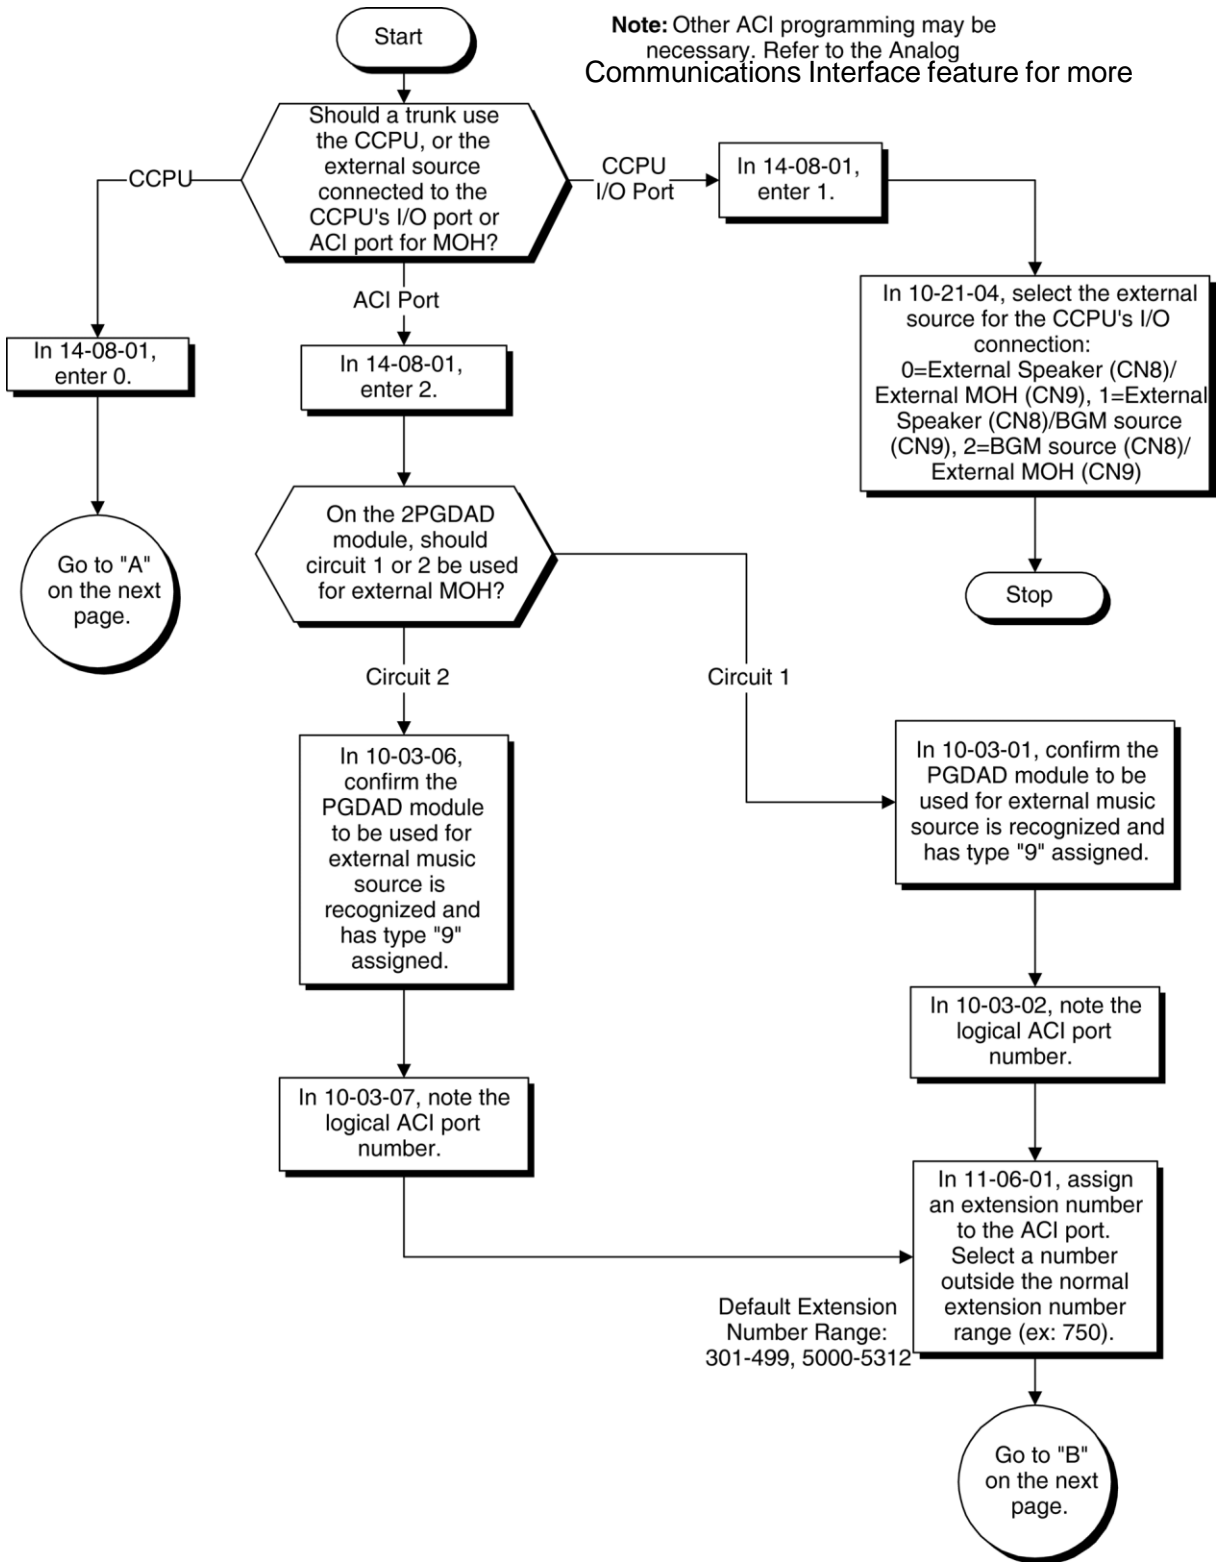 Start
Note: Other ACI programming may be
necessary. Refer to the Analog
Communications Interface feature for more
Should a trunk use
the CCPU, or the
external source
connected to the
CCPU's I/O port or
ACI port for MOH?
CCPU
CCPU
I/O Port
In 14-08-01,
enter 1.
ACI Port
In 14-08-01,
enter 0.
In 14-08-01,
enter 2.
In 10-21-04, select the external
source for the CCPU's I/O
connection:
0=External Speaker (CN8)/
External MOH (CN9), 1=External
Speaker (CN8)/BGM source
(CN9), 2=BGM source (CN8)/
External MOH (CN9)
Go to "A"
on the next
page.
On the 2PGDAD
module, should
circuit 1 or 2 be used
for external MOH?
Stop
Circuit 2
Circuit 1
In 10-03-06,
confirm the
PGDAD module
to be used for
external music
source is
recognized and
has type "9"
assigned.
In 10-03-01, confirm the
PGDAD module to be
used for external music
source is recognized and
has type "9" assigned.
In 10-03-02, note the
logical ACI port
number.
In 10-03-07, note the
logical ACI port
number.
In 11-06-01, assign
an extension number
to the ACI port.
Select a number
outside the normal
extension number
range (ex: 750).
Default Extension
Number Range:
301-499, 5000-5312
Go to "B"
on the next
page.